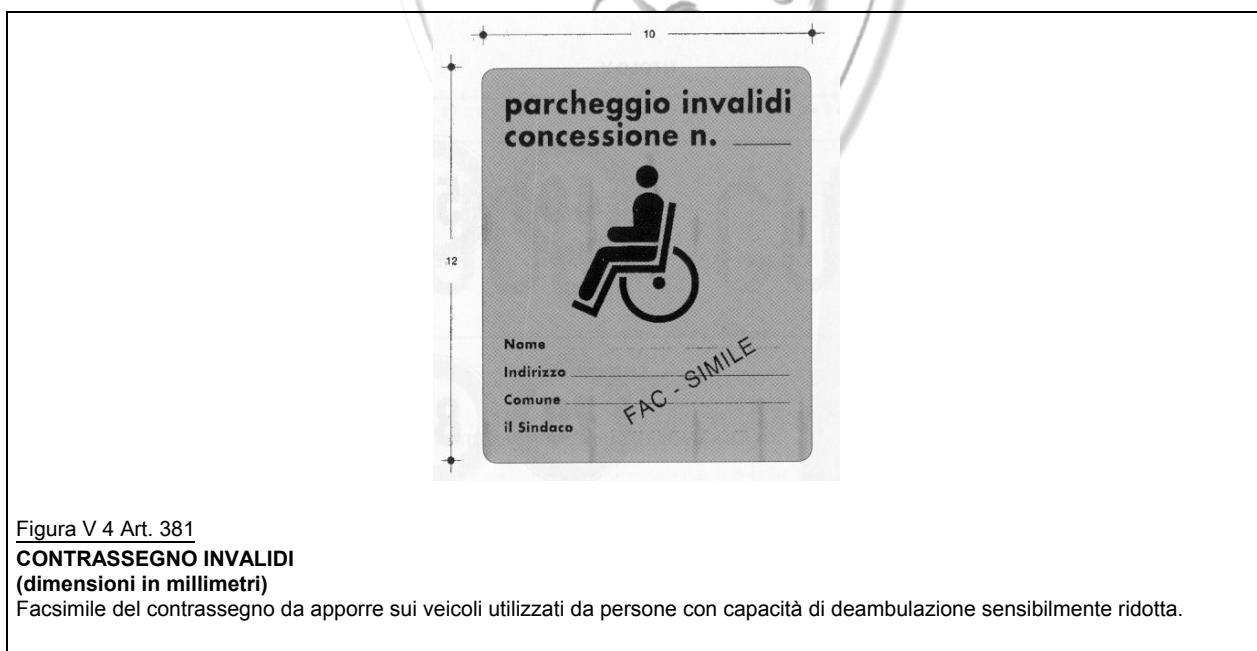 10
parcheggio invalidi
concessione n.
12
Nome
Indirizzo
Comune
il Sindaco
FAC - SIMILE
Figura V 4 Art. 381
CONTRASSEGNO INVALIDI
(dimensioni in millimetri)
Facsimile del contrassegno da apporre sui veicoli utilizzati da persone con capacità di deambulazione sensibilmente ridotta.